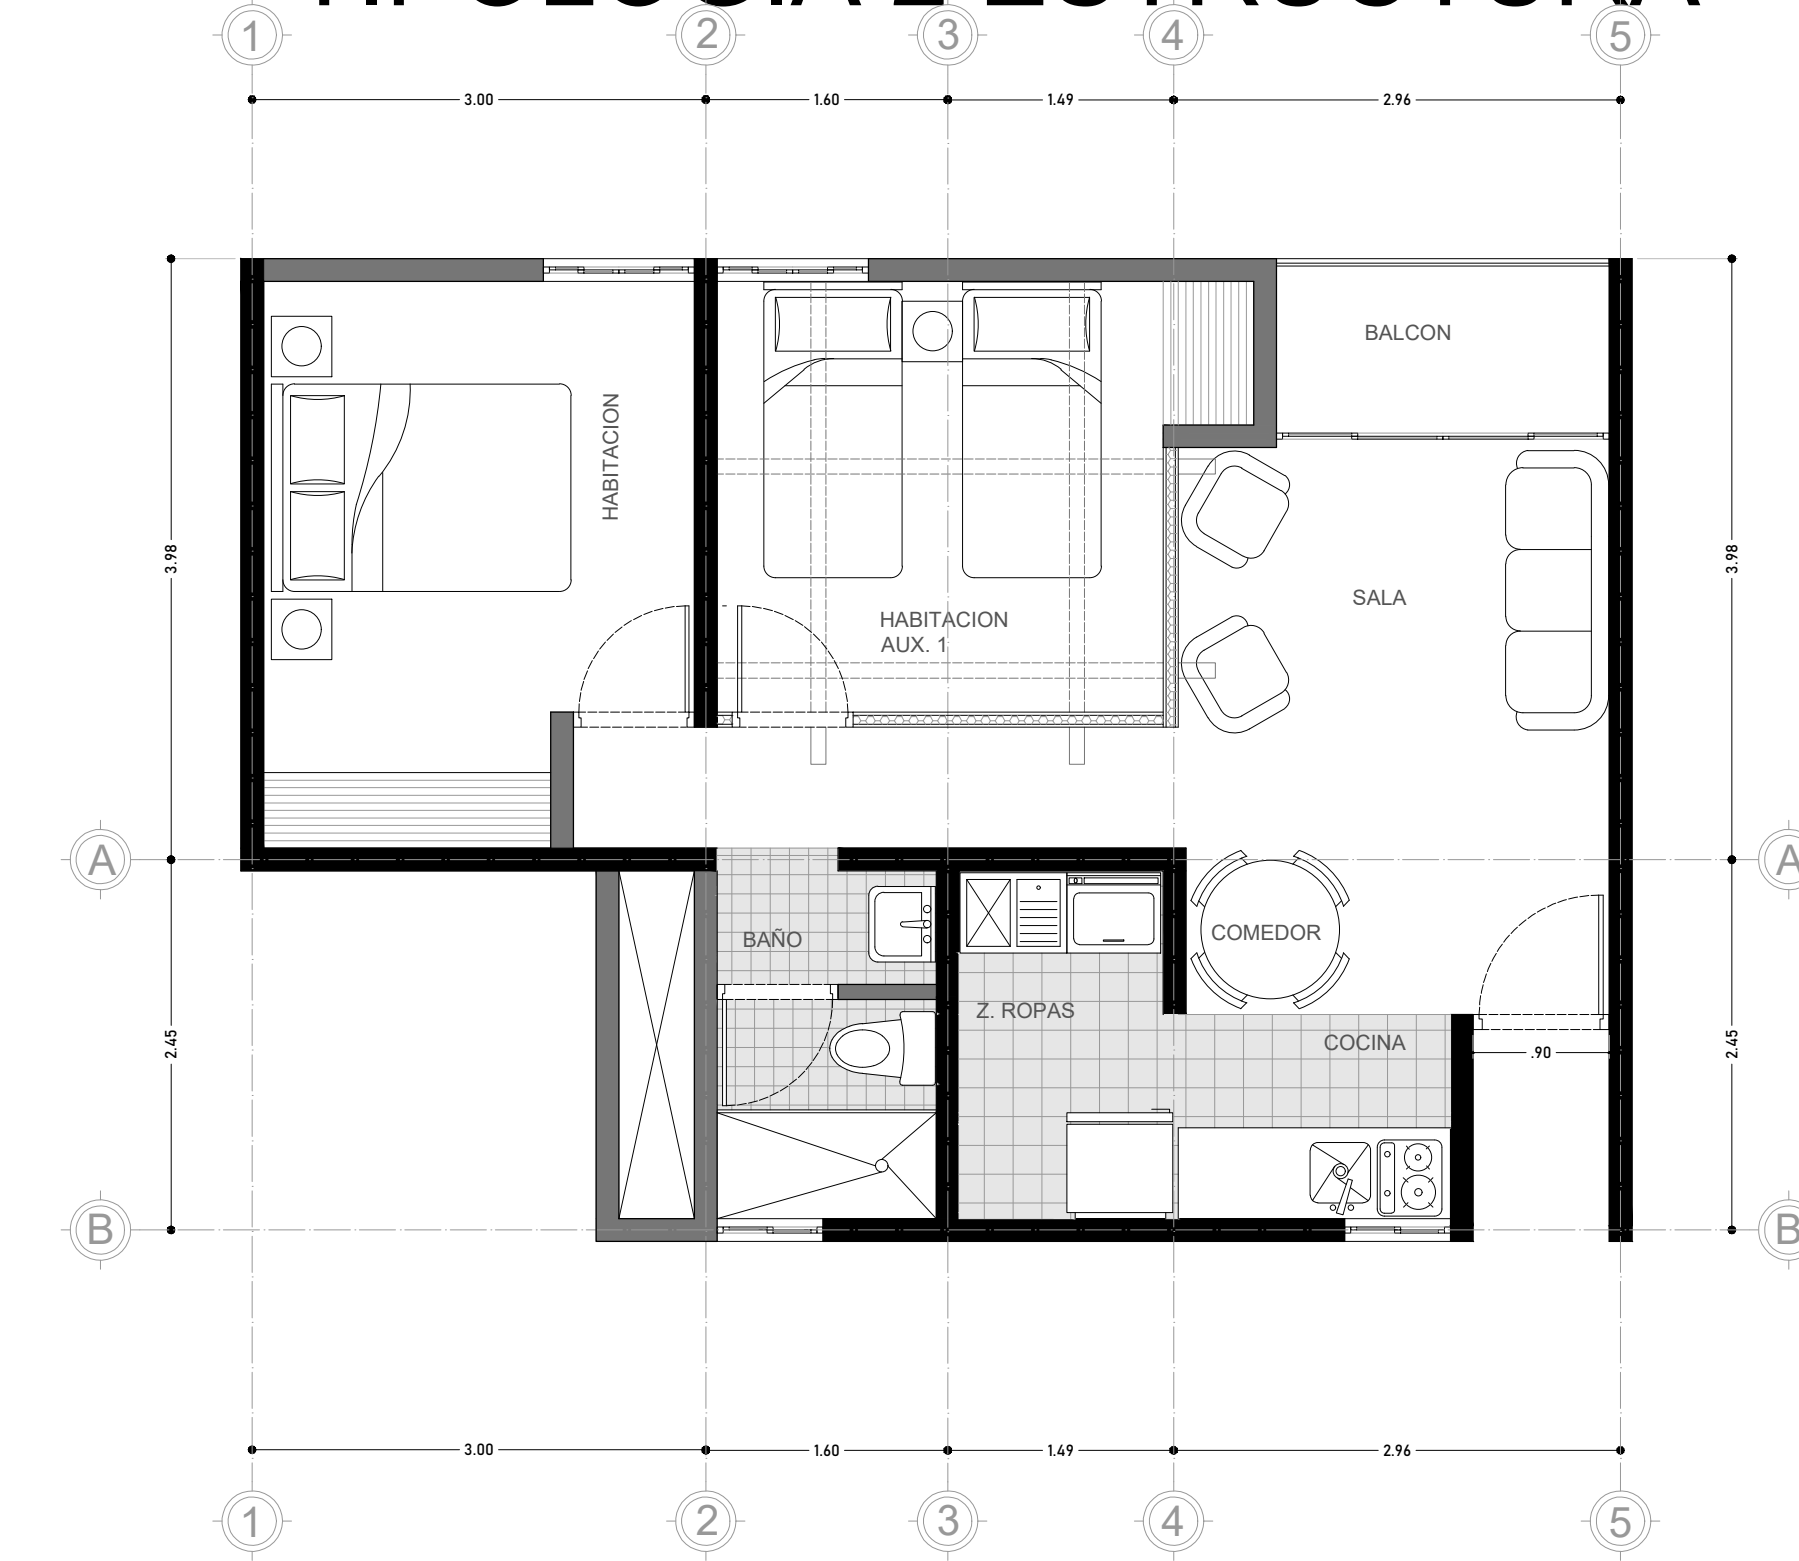 1 2 3 4 5
3.00 1.60 1.49 2.96
BALCON
HABITACION
3.98
3.98
SALA
HABITACION
AUX. 1
A
A
BAÑO
COMEDOR
Z. ROPAS
COCINA
2.45
.90
2.45
B
B
3.00 1.60 1.49 2.96
1 2 3 4 5